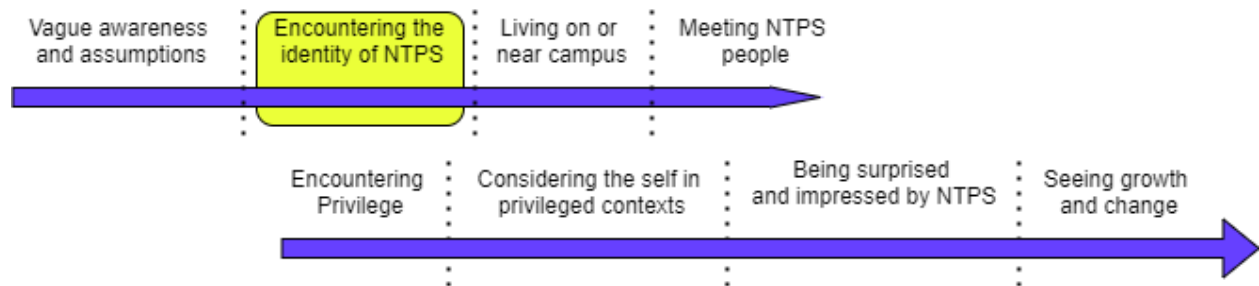 Vague awareness
and assumptions
Encountering the
identity of NTPS
Living on or
near campus
Meeting NTPS
people
Encountering
Privilege
Considering the self in
privileged contexts
Being surprised
and impressed by NTPS
Seeing growth
and change